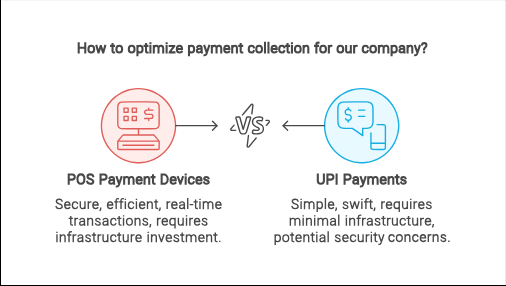 How to optimize payment collection for our company?
$
VS
$
POS Payment Devices
Secure, efficient, real-time
transactions, requires
infrastructure investment.
UPI Payments
Simple, swift, requires
minimal infrastructure,
potential security concerns.